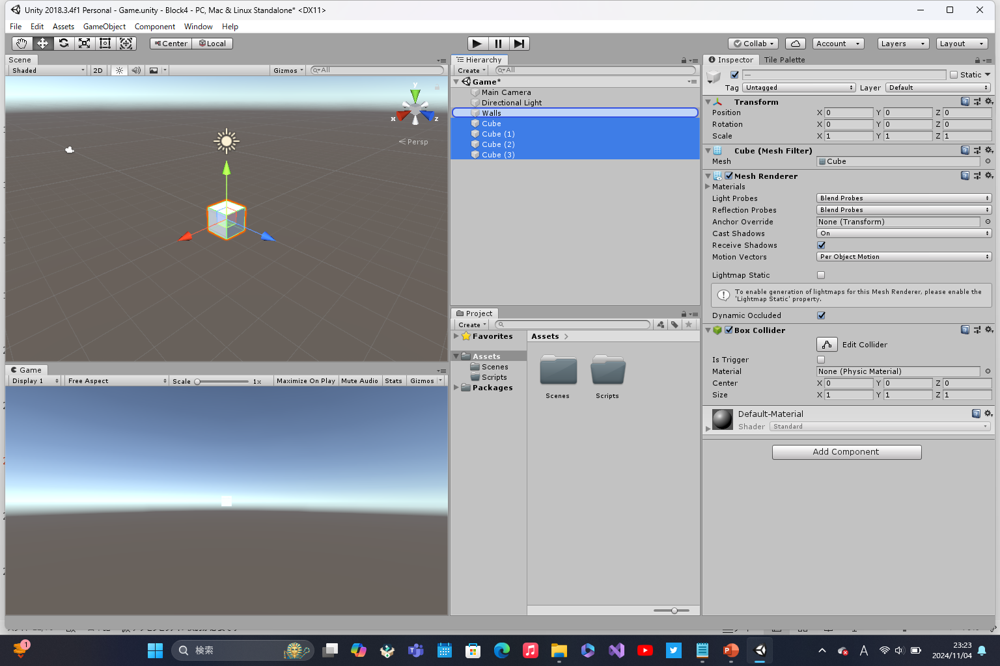 Unity 2018.3.4f1 Personal - Game.unity - Block4 - PC, Mac & Linux Standalone* <DX11>
File Edit Assets GameObject Component Window Help
Center Local
Collab Account Layers Layout
Scene
Shaded 2D Gizmos All
y
x
z
Persp
Game
Display 1 Free Aspect Scale 1x Maximize On Play Mute Audio Stats Gizmos
Hierarchy
Create All
Game*
Main Camera
Directional Light
Walls
Cube
Cube (1)
Cube (2)
Cube (3)
Project
Create
Favorites
Assets
Scenes
Scripts
Packages
Assets
Scenes Scripts
Inspector Tile Palette
— Static
Tag Untagged Layer Default
Transform
Position X 0 Y 0 Z 0
Rotation X 0 Y 0 Z 0
Scale X 1 Y 1 Z 1
Cube (Mesh Filter)
Mesh Cube
Mesh Renderer
Materials
Light Probes Blend Probes
Reflection Probes Blend Probes
Anchor Override None (Transform)
Cast Shadows On
Receive Shadows
Motion Vectors Per Object Motion
Lightmap Static
To enable generation of lightmaps for this Mesh Renderer, please enable the
'Lightmap Static' property.
Dynamic Occluded
Box Collider
Edit Collider
Is Trigger
Material None (Physic Material)
Center X 0 Y 0 Z 0
Size X 1 Y 1 Z 1
Default-Material
Shader Standard
Add Component
1
検索
A
23:23
2024/11/04